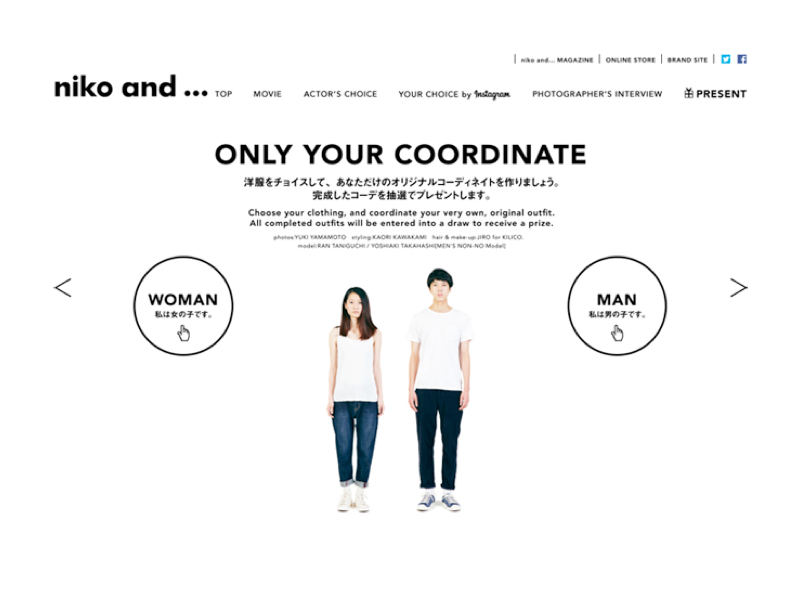 niko and... MAGAZINE | ONLINE STORE | BRAND SITE
niko and ...
TOP MOVIE ACTOR'S CHOICE YOUR CHOICE by Instagram PHOTOGRAPHER'S INTERVIEW PRESENT
ONLY YOUR COORDINATE
洋服をチョイスして、あなただけのオリジナルコーディネイトを作りましょう。
完成したコーデを抽選でプレゼントします。
Choose your clothing, and coordinate your very own, original outfit.
All completed outfits will be entered into a draw to receive a prize.
photos:YUKI YAMAMOTO styling:KAORI KAWAKAMI hair & make-up:JIRO for KILICO.
model:RAN TANIGUCHI / YOSHIAKI TAKAHASHI[MEN'S NON-NO Model]
WOMAN
私は女の子です。
MAN
私は男の子です。